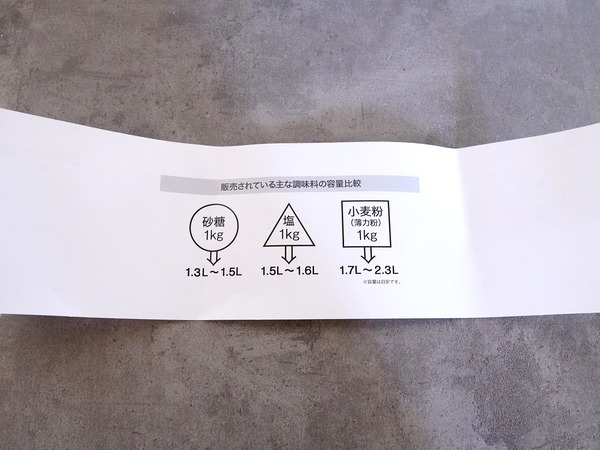 販売されている主な調味料の容量比較
砂糖
1kg
塩
1kg
小麦粉
(薄力粉)
1kg
1.3L～1.5L
1.5L～1.6L
1.7L～2.3L
※容量は目安です。